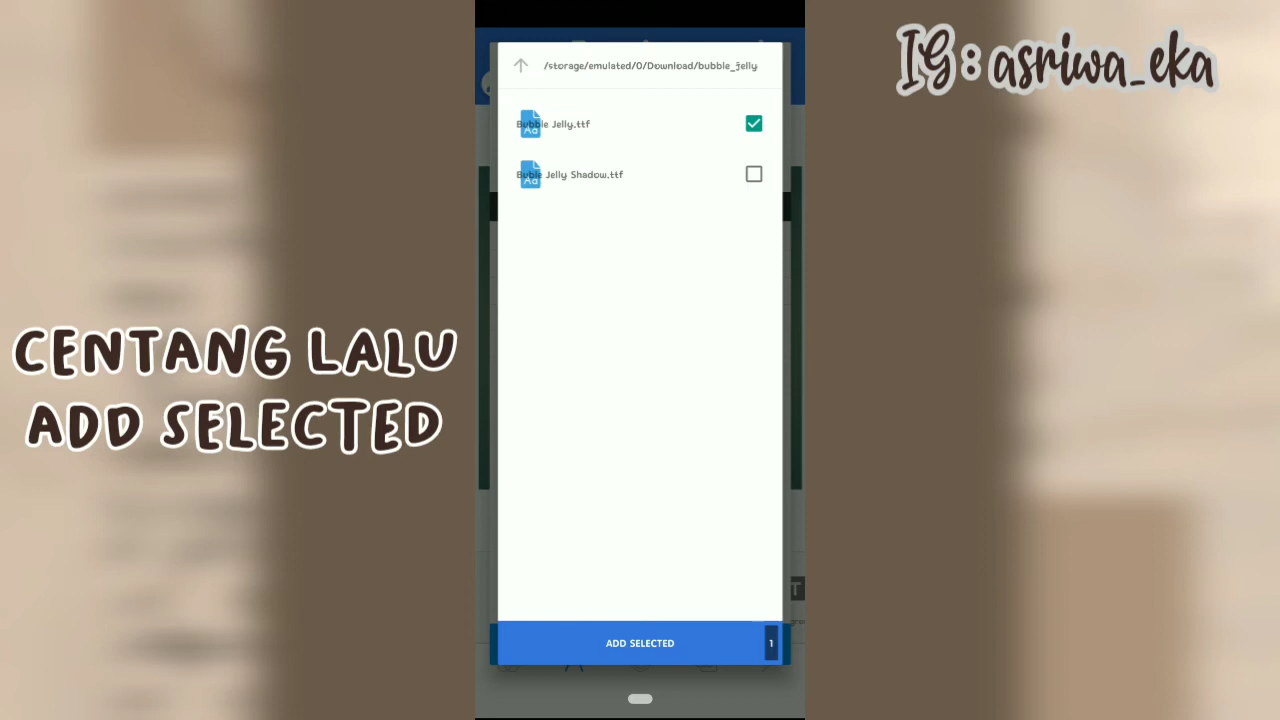 IG: asriwa_eka
/storage/emulated/0/Download/bubble_jelly
Bubble Jelly.ttf
Buble Jelly Shadow.ttf
CENTANG LALU
ADD SELECTED
ADD SELECTED
1